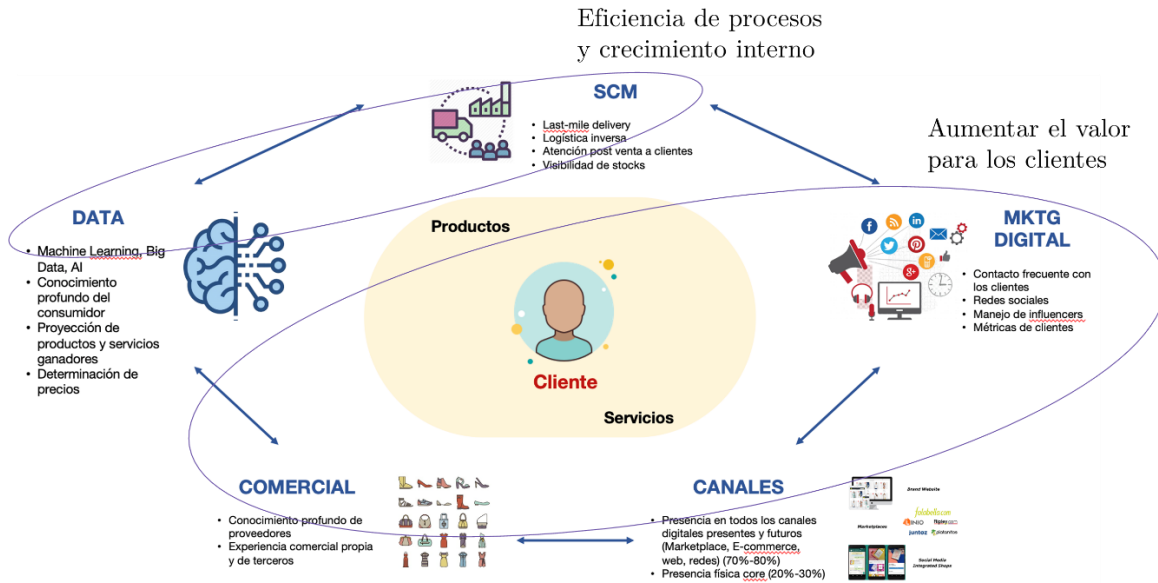 Eficiencia de procesos
y crecimiento interno
SCM
• Last-mile delivery
• Logística inversa
• Atención post venta a clientes
• Visibilidad de stocks
Aumentar el valor
para los clientes
DATA
• Machine Learning, Big
Data, AI
• Conocimiento
profundo del
consumidor
• Proyección de
productos y servicios
ganadores
• Determinación de
precios
Productos
Cliente
Servicios
MKTG
DIGITAL
• Contacto frecuente con
los clientes
• Redes sociales
• Manejo de influencers
• Métricas de clientes
COMERCIAL
• Conocimiento profundo de
proveedores
• Experiencia comercial propia
y de terceros
CANALES
• Presencia en todos los canales
digitales presentes y futuros
(Marketplace, E-commerce,
web, redes) (70%-80%)
• Presencia física core (20%-30%)
Brand Website
falabella.com
Marketplaces
LINIO
juntoz
platanitos
Social Media
Integrated Shops